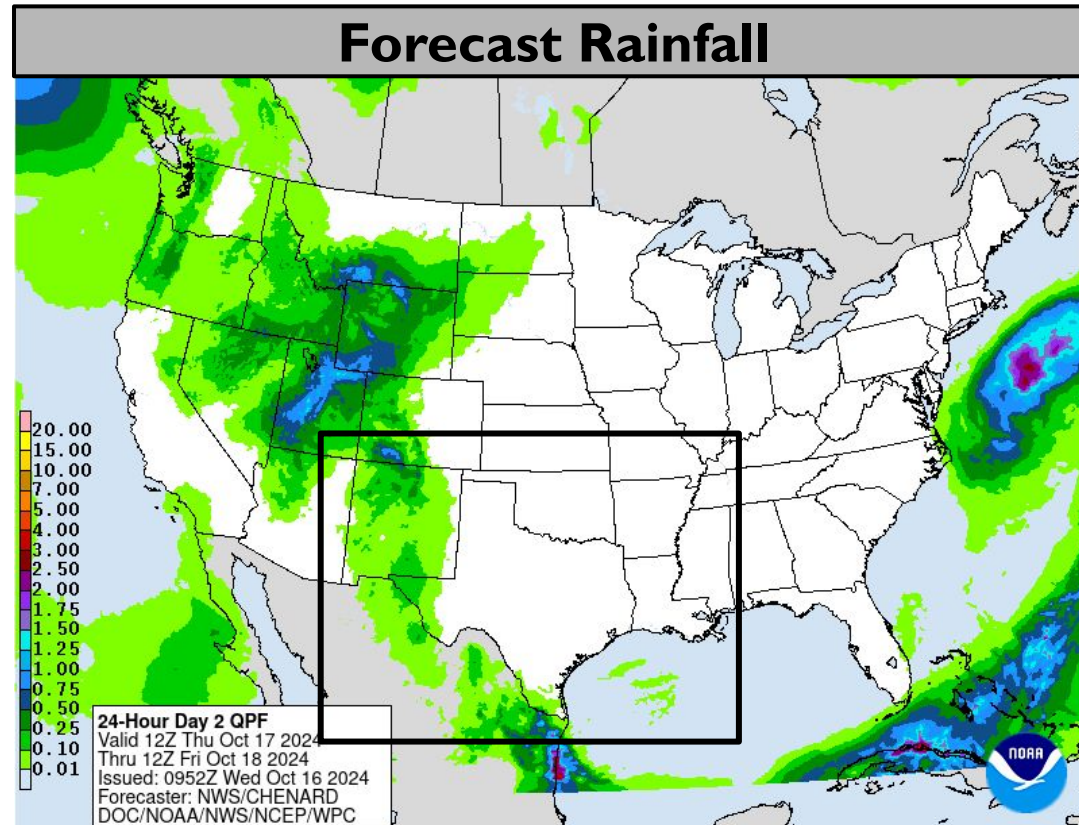 Forecast Rainfall
20.00
15.00
10.00
7.00
5.00
4.00
3.00
2.50
2.00
1.75
1.50
1.25
1.00
0.75
0.50
0.25
0.10
0.01
24-Hour Day 2 QPF
Valid 12Z Thu Oct 17 2024
Thru 12Z Fri Oct 18 2024
Issued: 0952Z Wed Oct 16 2024
Forecaster: NWS/CHENARD
DOC/NOAA/NWS/NCEP/WPC
NOAA